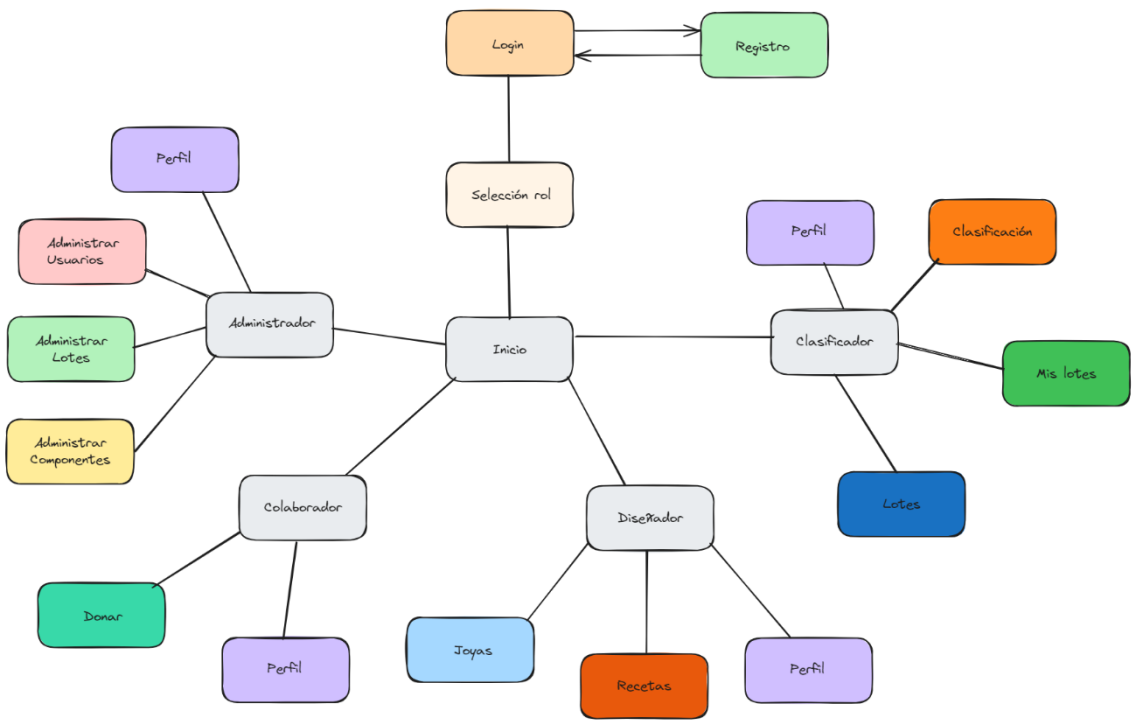 Login
Registro
Perfil
Selección rol
Perfil
Clasificación
Administrar
Usuarios
Administrador
Inicio
Clasificador
Administrar
Lotes
Mis lotes
Administrar
Componentes
Colaborador
Diseñador
Lotes
Donar
Joyas
Perfil
Recetas
Perfil